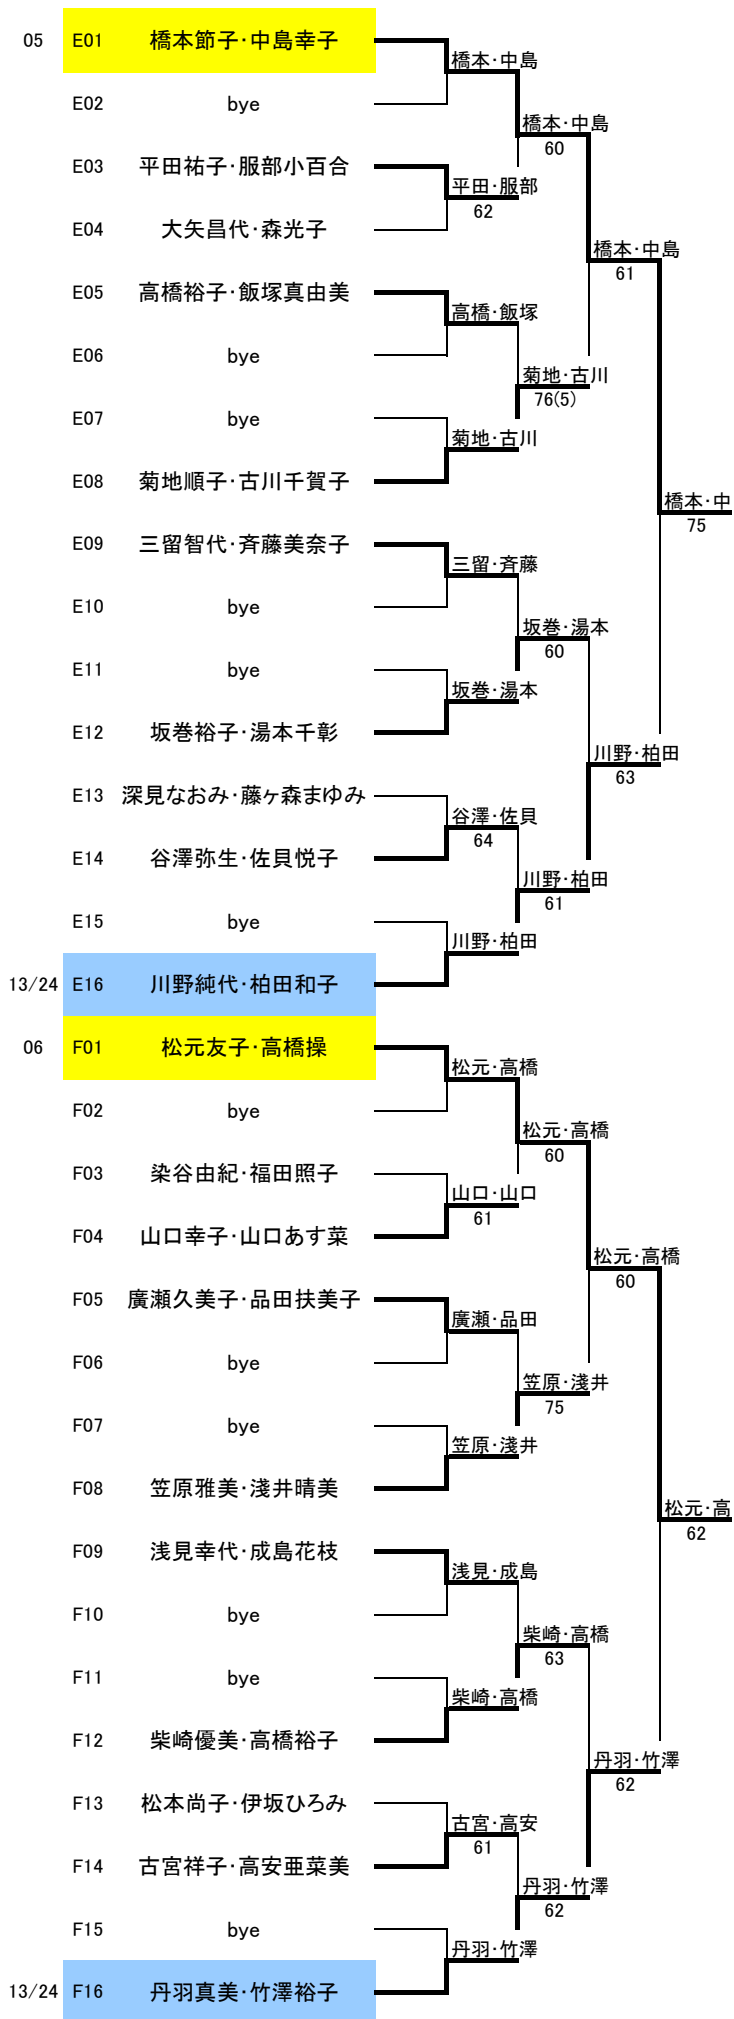 05 E01 橋本節子・中島幸子
橋本・中島
E02 bye
橋本・中島
60
E03 平田祐子・服部小百合
平田・服部
62
E04 大矢昌代・森光子
橋本・中島
61
E05 高橋裕子・飯塚真由美
高橋・飯塚
E06 bye
菊地・古川
76(5)
E07 bye
菊地・古川
E08 菊地順子・古川千賀子
橋本・中
75
E09 三留智代・斉藤美奈子
三留・斉藤
E10 bye
坂巻・湯本
60
E11 bye
坂巻・湯本
E12 坂巻裕子・湯本千彰
川野・柏田
63
E13 深見なおみ・藤ヶ森まゆみ
谷澤・佐貝
64
E14 谷澤弥生・佐貝悦子
川野・柏田
61
E15 bye
川野・柏田
13/24 E16 川野純代・柏田和子
06 F01 松元友子・高橋操
松元・高橋
F02 bye
松元・高橋
60
F03 染谷由紀・福田照子
山口・山口
61
F04 山口幸子・山口あす菜
松元・高橋
60
F05 廣瀬久美子・品田扶美子
廣瀬・品田
F06 bye
笠原・淺井
75
F07 bye
笠原・淺井
F08 笠原雅美・淺井晴美
松元・高
62
F09 浅見幸代・成島花枝
浅見・成島
F10 bye
柴崎・高橋
63
F11 bye
柴崎・高橋
F12 柴崎優美・高橋裕子
丹羽・竹澤
62
F13 松本尚子・伊坂ひろみ
古宮・高安
61
F14 古宮祥子・高安亜菜美
丹羽・竹澤
62
F15 bye
丹羽・竹澤
13/24 F16 丹羽真美・竹澤裕子